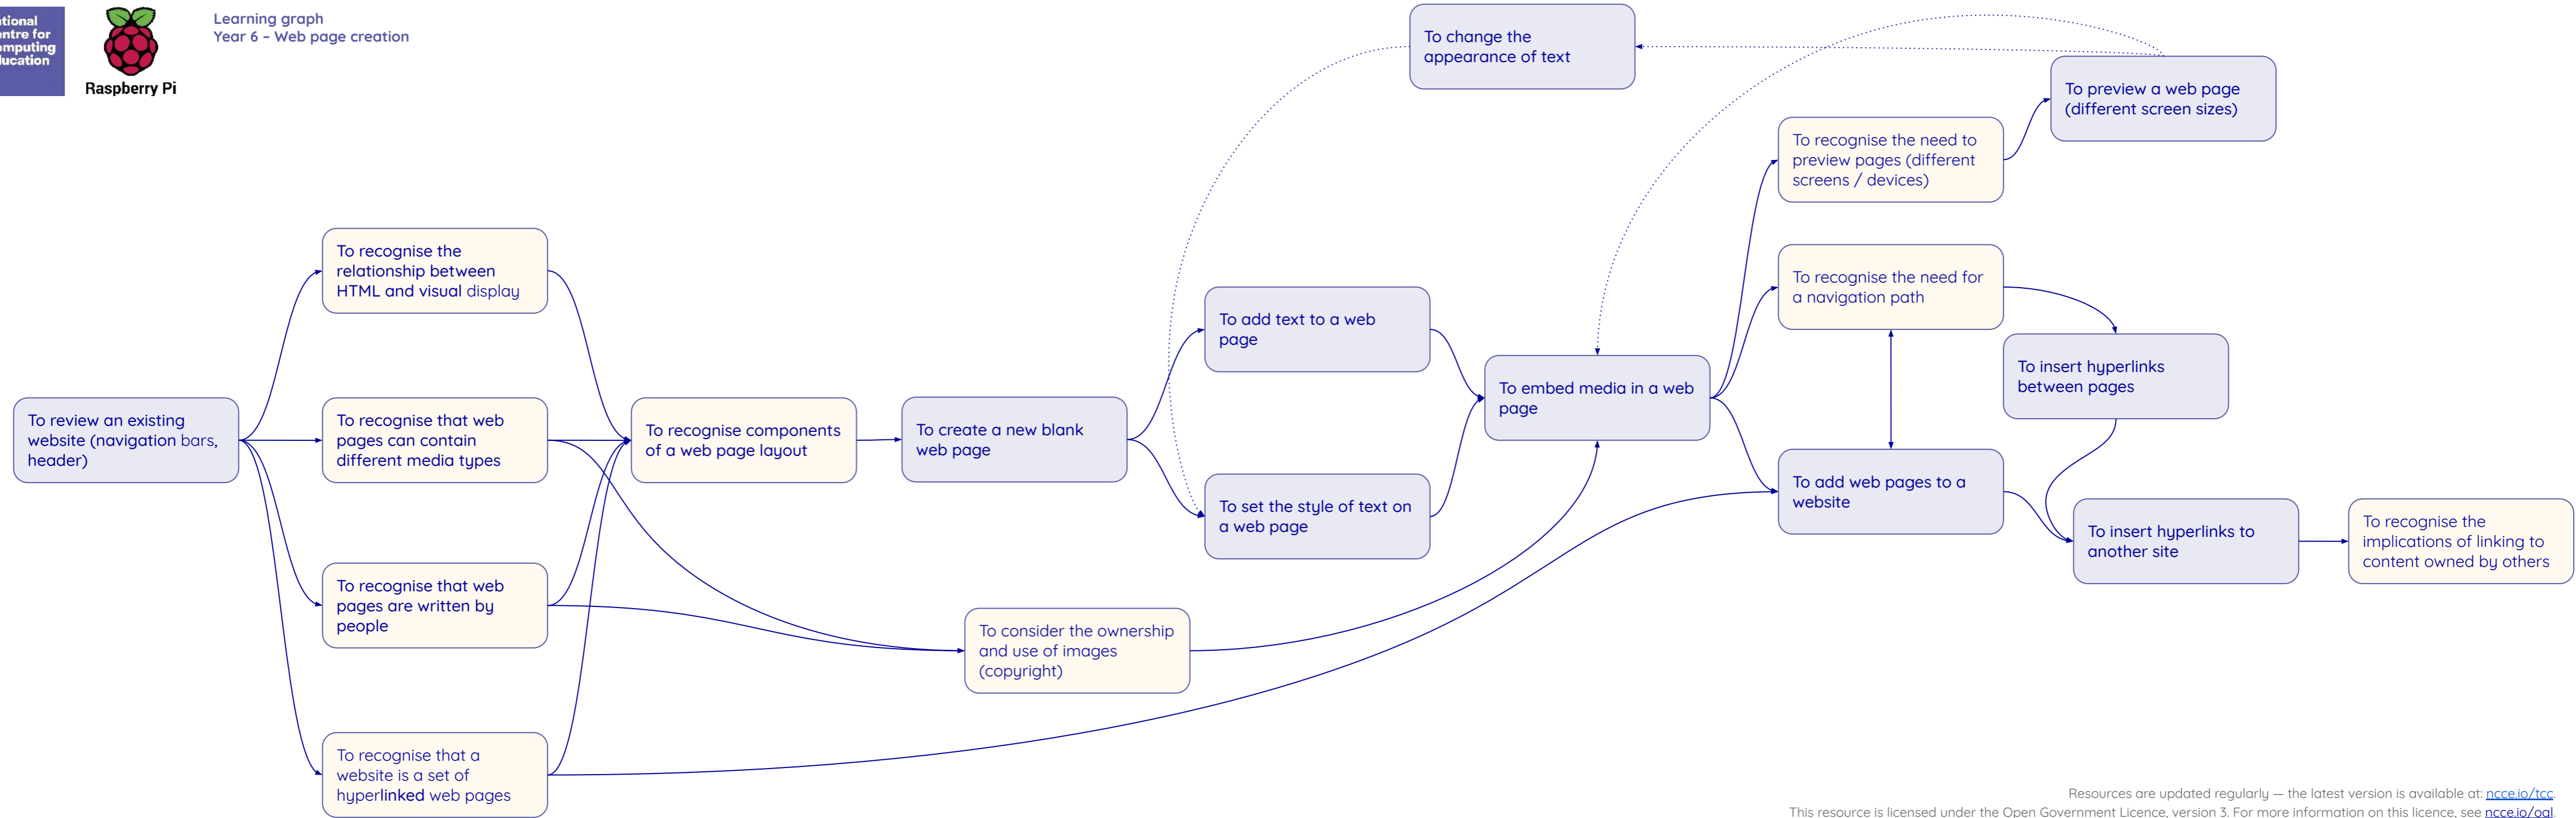 tional
entre for
omputing
ducation
Raspberry Pi
Learning graph
Year 6 – Web page creation
To change the
appearance of text
To preview a web page
(different screen sizes)
To recognise the need to
preview pages (different
screens / devices)
To recognise the
relationship between
HTML and visual display
To recognise the need for
a navigation path
To add text to a web
page
To insert hyperlinks
between pages
To embed media in a web
page
To review an existing
website (navigation bars,
header)
To recognise that web
pages can contain
different media types
To recognise components
of a web page layout
To create a new blank
web page
To set the style of text on
a web page
To add web pages to a
website
To insert hyperlinks to
another site
To recognise the
implications of linking to
content owned by others
To recognise that web
pages are written by
people
To consider the ownership
and use of images
(copyright)
To recognise that a
website is a set of
hyperlinked web pages
Resources are updated regularly — the latest version is available at: ncce.io/tcc.
This resource is licensed under the Open Government Licence, version 3. For more information on this licence, see ncce.io/ogl.